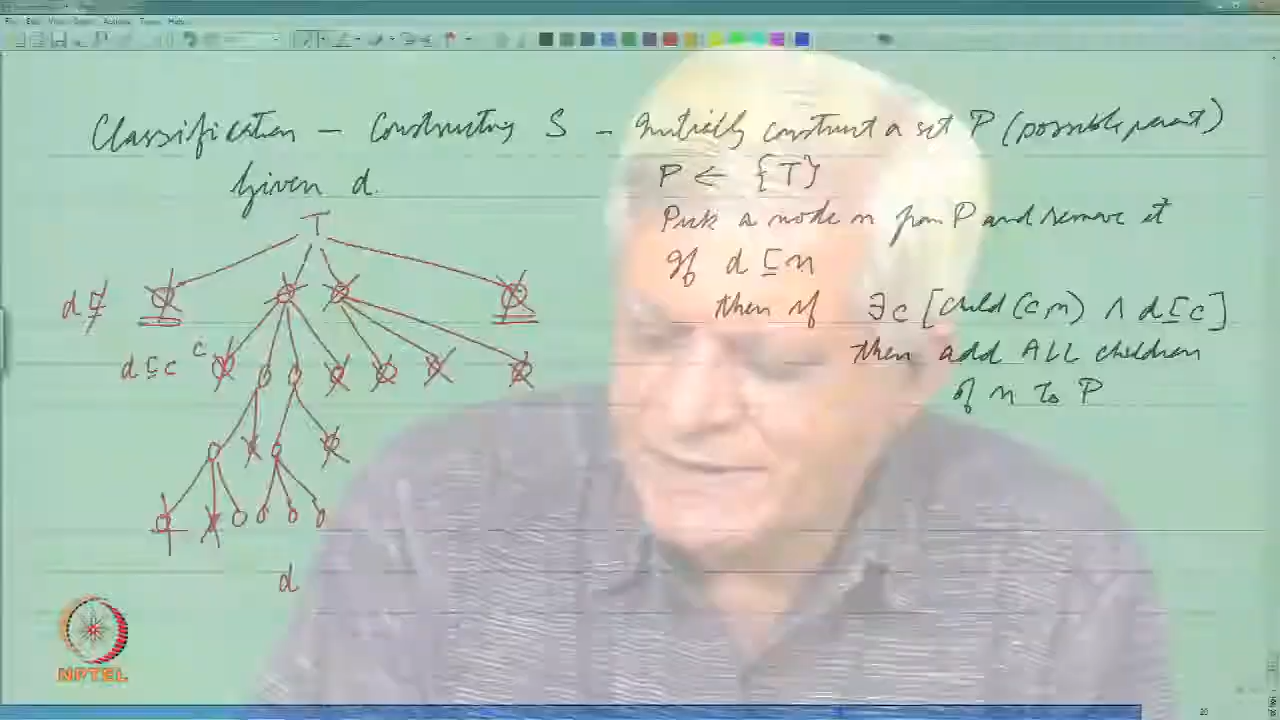 Classification - Constructing S - Initially construct a set P (possible parent)
Given d.
P ← {T}
Pick a node n from P and remove it
If d ⊑ n
then if ∃c [child(c n) ∧ d ⊑ c]
then add ALL children
of n to P
T
d ⋢
d ⊑ c c
d
NPTEL
20